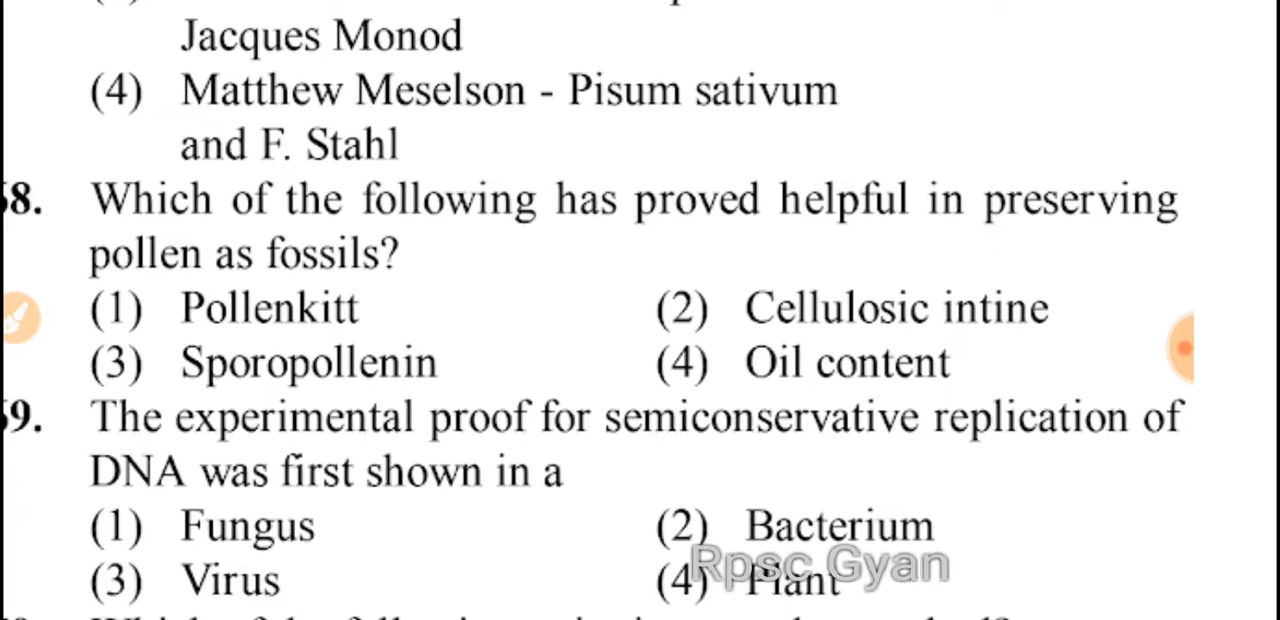 Jacques Monod
(4) Matthew Meselson - Pisum sativum
and F. Stahl
8. Which of the following has proved helpful in preserving
pollen as fossils?
(1) Pollenkitt (2) Cellulosic intine
(3) Sporopollenin (4) Oil content
9. The experimental proof for semiconservative replication of
DNA was first shown in a
(1) Fungus (2) Bacterium
(3) Virus (4) Plant
Rpsc Gyan